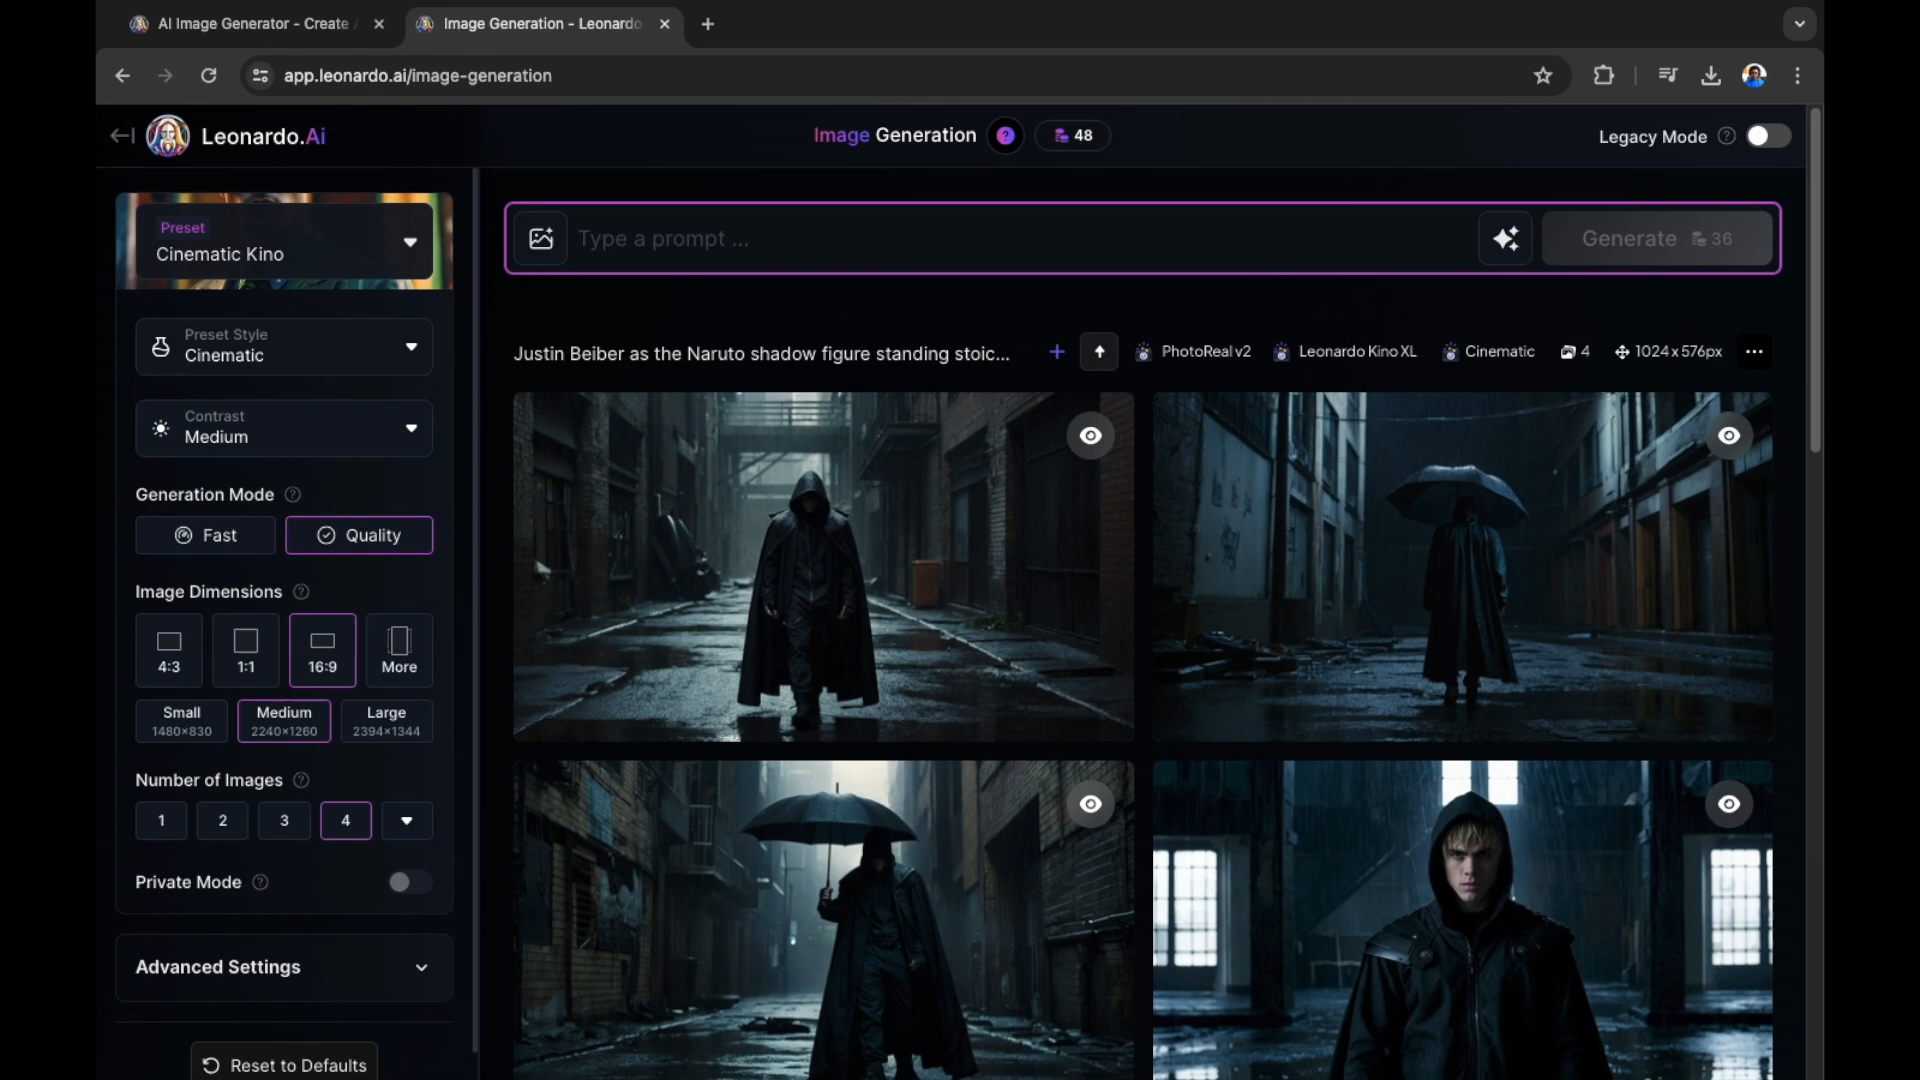 AI Image Generator - Create
Image Generation - Leonardo
app.leonardo.ai/image-generation
Leonardo.Ai
Image Generation ? 48
Legacy Mode ?
Preset
Cinematic Kino
Type a prompt ...
Generate 36
Preset Style
Cinematic
Justin Beiber as the Naruto shadow figure standing stoic...
PhotoReal v2
Leonardo Kino XL
Cinematic
4
1024 x 576px
Contrast
Medium
Generation Mode ?
Fast
Quality
Image Dimensions ?
4:3
1:1
16:9
More
Small
1480×830
Medium
2240×1260
Large
2394×1344
Number of Images ?
1
2
3
4
Private Mode ?
Advanced Settings
Reset to Defaults